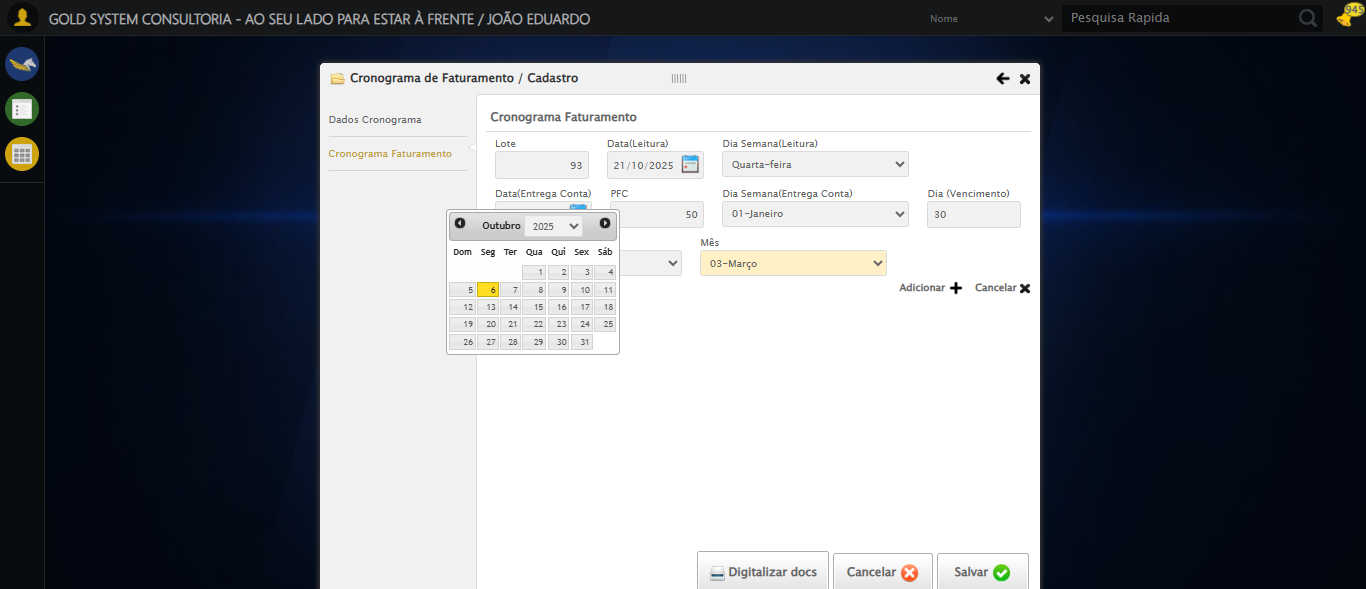 GOLD SYSTEM CONSULTORIA - AO SEU LADO PARA ESTAR À FRENTE / JOÃO EDUARDO
Nome
Pesquisa Rapida
945
Cronograma de Faturamento / Cadastro
Dados Cronograma
Cronograma Faturamento
Cronograma Faturamento
Lote Data(Leitura) Dia Semana(Leitura)
93 21/10/2025 Quarta-feira
Data(Entrega Conta) PFC Dia Semana(Entrega Conta) Dia (Vencimento)
50 01-Janeiro 30
Mês
03-Março
Adicionar Cancelar
Outubro 2025
Dom Seg Ter Qua Qui Sex Sáb
1 2 3 4
5 6 7 8 9 10 11
12 13 14 15 16 17 18
19 20 21 22 23 24 25
26 27 28 29 30 31
Digitalizar docs Cancelar Salvar